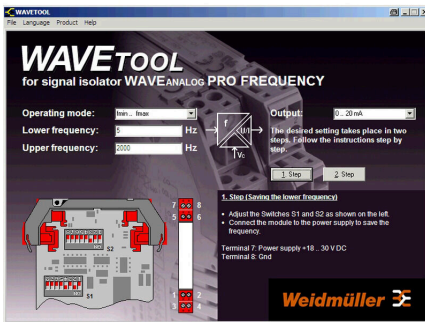 WAVETOOL
File Language Product Help
WAVETOOL
for signal isolator WAVEANALOG PRO FREQUENCY
Operating mode: fmin .. fmax
Output: 0 .. 20 mA
Lower frequency: 5 Hz
Upper frequency: 2000 Hz
f
U/I
Vc
The desired setting takes place in two
steps. Follow the instructions step by
step.
1. Step 2. Step
1. Step (Saving the lower frequency)
• Adjust the Switches S1 and S2 as shown on the left.
• Connect the module to the power supply to save the
frequency.
Terminal 7: Power supply +18 .. 30 V DC
Terminal 8: Gnd
7 8
5 6
S2
S1
1 2
3 4
Weidmüller